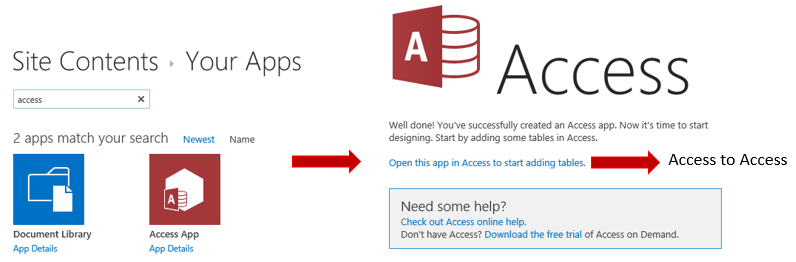 Site Contents › Your Apps
access
2 apps match your search Newest Name
Document Library
App Details
Access App
App Details
A
Access
Well done! You've successfully created an Access app. Now it's time to start
designing. Start by adding some tables in Access.
Open this app in Access to start adding tables.
Access to Access
Need some help?
Check out Access online help.
Don't have Access? Download the free trial of Access on Demand.